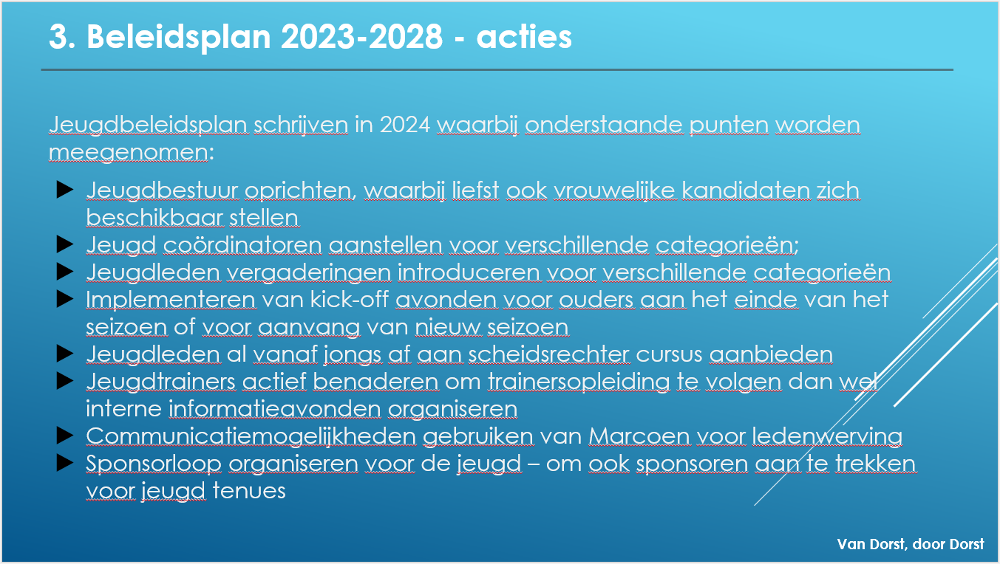 3. Beleidsplan 2023-2028 - acties
Jeugdbeleidsplan schrijven in 2024 waarbij onderstaande punten worden
meegenomen:
Jeugdbestuur oprichten, waarbij liefst ook vrouwelijke kandidaten zich
beschikbaar stellen
Jeugd coördinatoren aanstellen voor verschillende categorieën;
Jeugdleden vergaderingen introduceren voor verschillende categorieën
Implementeren van kick-off avonden voor ouders aan het einde van het
seizoen of voor aanvang van nieuw seizoen
Jeugdleden al vanaf jongs af aan scheidsrechter cursus aanbieden
Jeugdtrainers actief benaderen om trainersopleiding te volgen dan wel
interne informatieavonden organiseren
Communicatiemogelijkheden gebruiken van Marcoen voor ledenwerving
Sponsorloop organiseren voor de jeugd – om ook sponsoren aan te trekken
voor jeugd tenues
Van Dorst, door Dorst